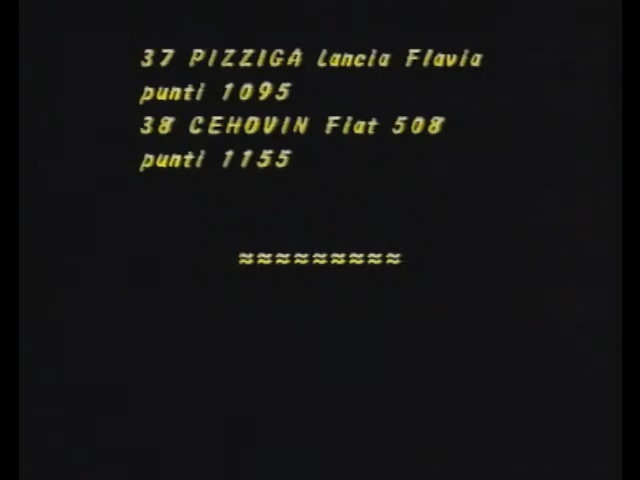 37 PIZZIGA Lancia Flavia
punti 1095
38 CEHOVIN Fiat 508
punti 1155
≈≈≈≈≈≈≈≈≈